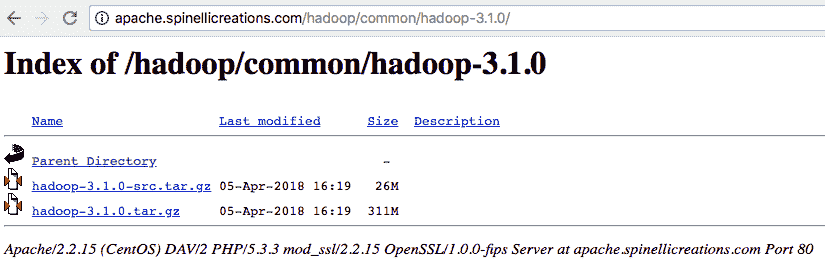 apache.spinellicreations.com/hadoop/common/hadoop-3.1.0/
Index of /hadoop/common/hadoop-3.1.0
Name Last modified Size Description
Parent Directory -
hadoop-3.1.0-src.tar.gz 05-Apr-2018 16:19 26M
hadoop-3.1.0.tar.gz 05-Apr-2018 16:19 311M
Apache/2.2.15 (CentOS) DAV/2 PHP/5.3.3 mod_ssl/2.2.15 OpenSSL/1.0.0-fips Server at apache.spinellicreations.com Port 80